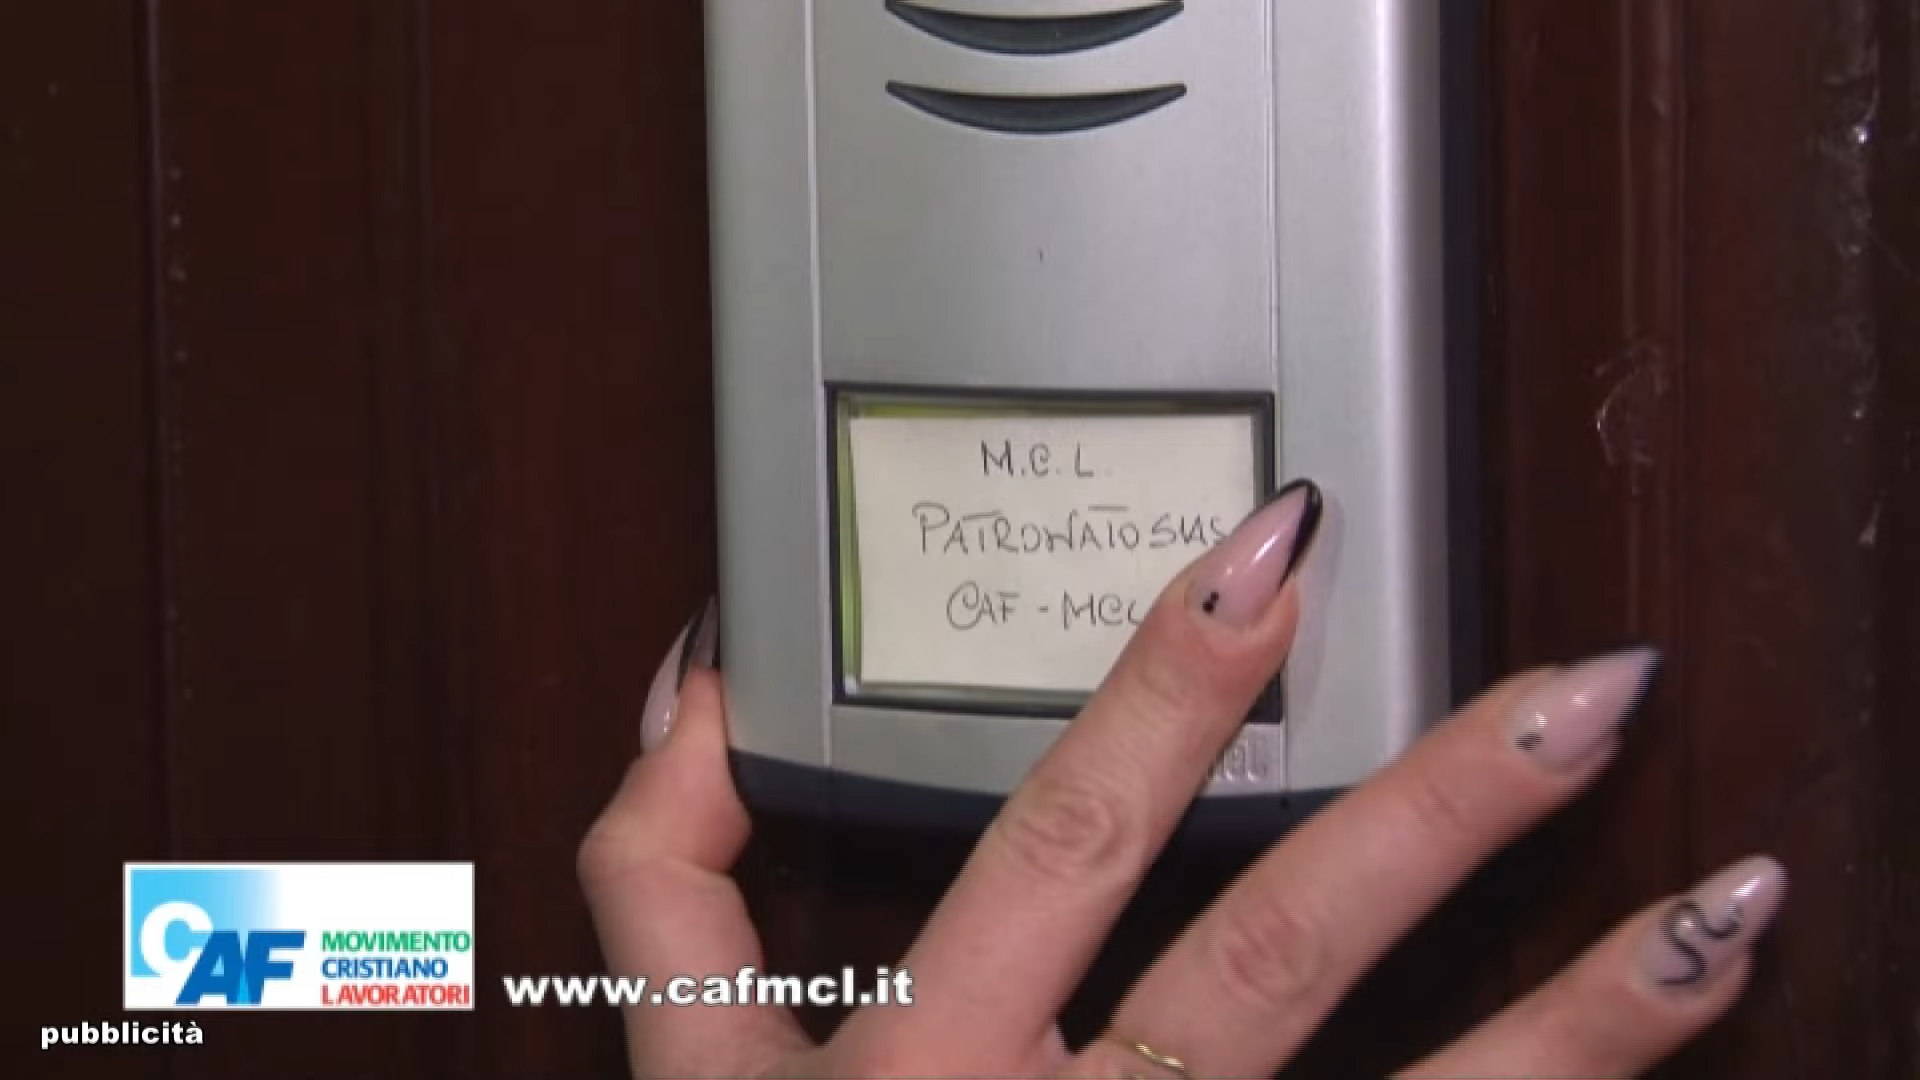 M.C.L.
PATRONATO SIAS
CAF - MCL
CAF MOVIMENTO
CRISTIANO
LAVORATORI
www.cafmcl.it
pubblicità